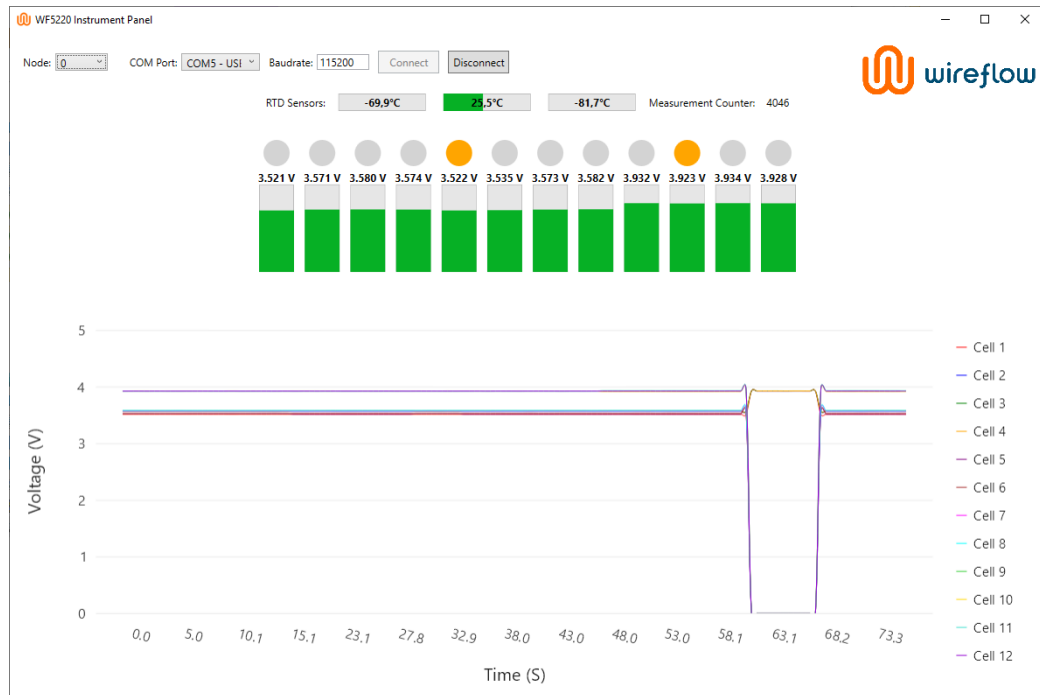 WF5220 Instrument Panel
Node: 0 COM Port: COM5 - USI Baudrate: 115200 Connect Disconnect
wireflow
RTD Sensors: -69,9°C 25,5°C -81,7°C Measurement Counter: 4046
3.521 V 3.571 V 3.580 V 3.574 V 3.522 V 3.535 V 3.573 V 3.582 V 3.932 V 3.923 V 3.934 V 3.928 V
5
4
3
2
1
0
Voltage (V)
0,0 5.0 10.1 15.1 23.1 27.8 32.9 38.0 43.0 48.0 53.0 58.1 63.1 68.2 73.3
Time (S)
Cell 1
Cell 2
Cell 3
Cell 4
Cell 5
Cell 6
Cell 7
Cell 8
Cell 9
Cell 10
Cell 11
Cell 12